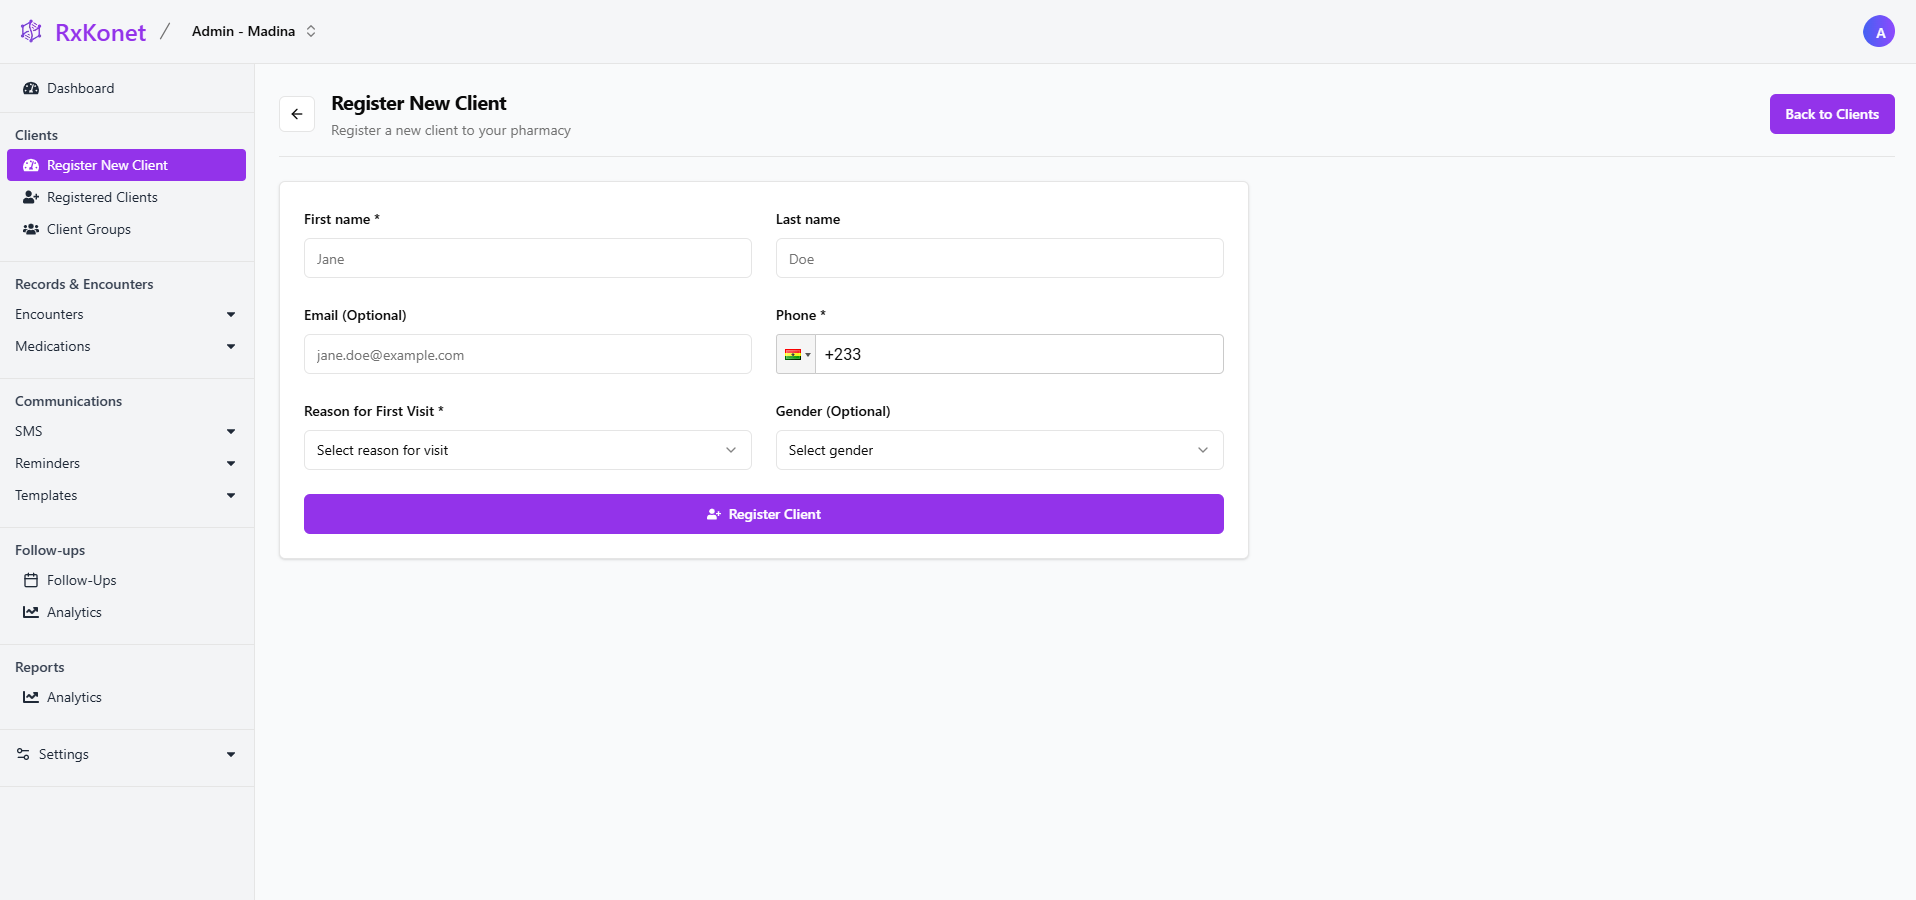 RxKonet / Admin - Madina
A
Dashboard
Clients
Register New Client
Registered Clients
Client Groups
Records & Encounters
Encounters
Medications
Communications
SMS
Reminders
Templates
Follow-ups
Follow-Ups
Analytics
Reports
Analytics
Settings
Register New Client
Register a new client to your pharmacy
Back to Clients
First name *
Jane
Last name
Doe
Email (Optional)
jane.doe@example.com
Phone *
+233
Reason for First Visit *
Select reason for visit
Gender (Optional)
Select gender
Register Client